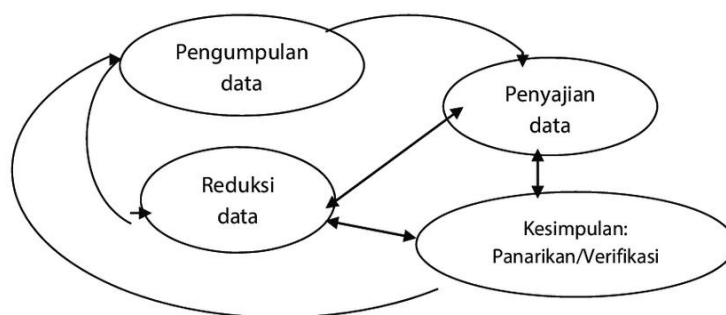 Pengumpulan
data
Penyajian
data
Reduksi
data
Kesimpulan:
Panarikan/Verifikasi